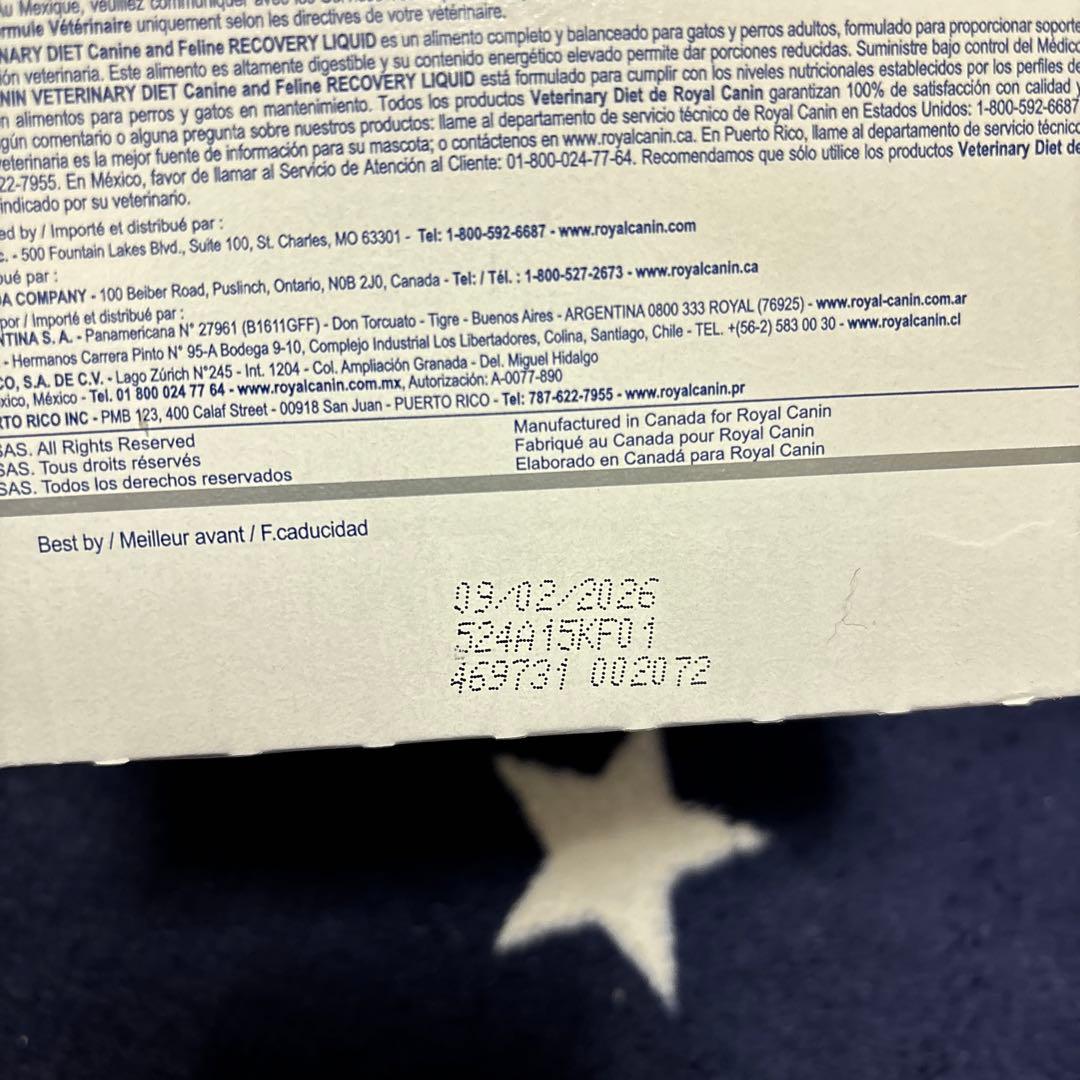 Au Mexique, veuillez communiquer avec
rmule Vétérinaire uniquement selon les directives de votre vétérinaire.
NARY DIET Canine and Feline RECOVERY LIQUID es un alimento completo y balanceado para gatos y perros adultos, formulado para proporcionar soporte
ón veterinaria. Este alimento es altamente digestible y su contenido energético elevado permite dar porciones reducidas. Suministre bajo control del Médico
NIN VETERINARY DIET Canine and Feline RECOVERY LIQUID está formulado para cumplir con los niveles nutricionales establecidos por los perfiles de
n alimentos para perros y gatos en mantenimiento. Todos los productos Veterinary Diet de Royal Canin garantizan 100% de satisfacción con calidad y
gún comentario o alguna pregunta sobre nuestros productos: llame al departamento de servicio técnico de Royal Canin en Estados Unidos: 1-800-592-6687
veterinaria es la mejor fuente de información para su mascota; o contáctenos en www.royalcanin.ca. En Puerto Rico, llame al departamento de servicio técnico
22-7955. En México, favor de llamar al Servicio de Atención al Cliente: 01-800-024-77-64. Recomendamos que sólo utilice los productos Veterinary Diet de
indicado por su veterinario.
ed by / Importé et distribué par :
c. - 500 Fountain Lakes Blvd., Suite 100, St. Charles, MO 63301 - Tel: 1-800-592-6687 - www.royalcanin.com
bué par :
DA COMPANY - 100 Beiber Road, Puslinch, Ontario, N0B 2J0, Canada - Tel: / Tél. : 1-800-527-2673 - www.royalcanin.ca
por / Importé et distribué par :
NTINA S. A. - Panamericana N° 27961 (B1611GFF) - Don Torcuato - Tigre - Buenos Aires - ARGENTINA 0800 333 ROYAL (76925) - www.royal-canin.com.ar
- Hermanos Carrera Pinto N° 95-A Bodega 9-10, Complejo Industrial Los Libertadores, Colina, Santiago, Chile - TEL. +(56-2) 583 00 30 - www.royalcanin.cl
CO, S.A. DE C.V. - Lago Zúrich N°245 - Int. 1204 - Col. Ampliación Granada - Del. Miguel Hidalgo
xico, México - Tel. 01 800 024 77 64 - www.royalcanin.com.mx, Autorización: A-0077-890
RTO RICO INC - PMB 123, 400 Calaf Street - 00918 San Juan - PUERTO RICO - Tel: 787-622-7955 - www.royalcanin.pr
SAS. All Rights Reserved
SAS. Tous droits réservés
SAS. Todos los derechos reservados
Manufactured in Canada for Royal Canin
Fabriqué au Canada pour Royal Canin
Elaborado en Canadá para Royal Canin
Best by / Meilleur avant / F.caducidad
09/02/2026
524A15KF01
469731 002072